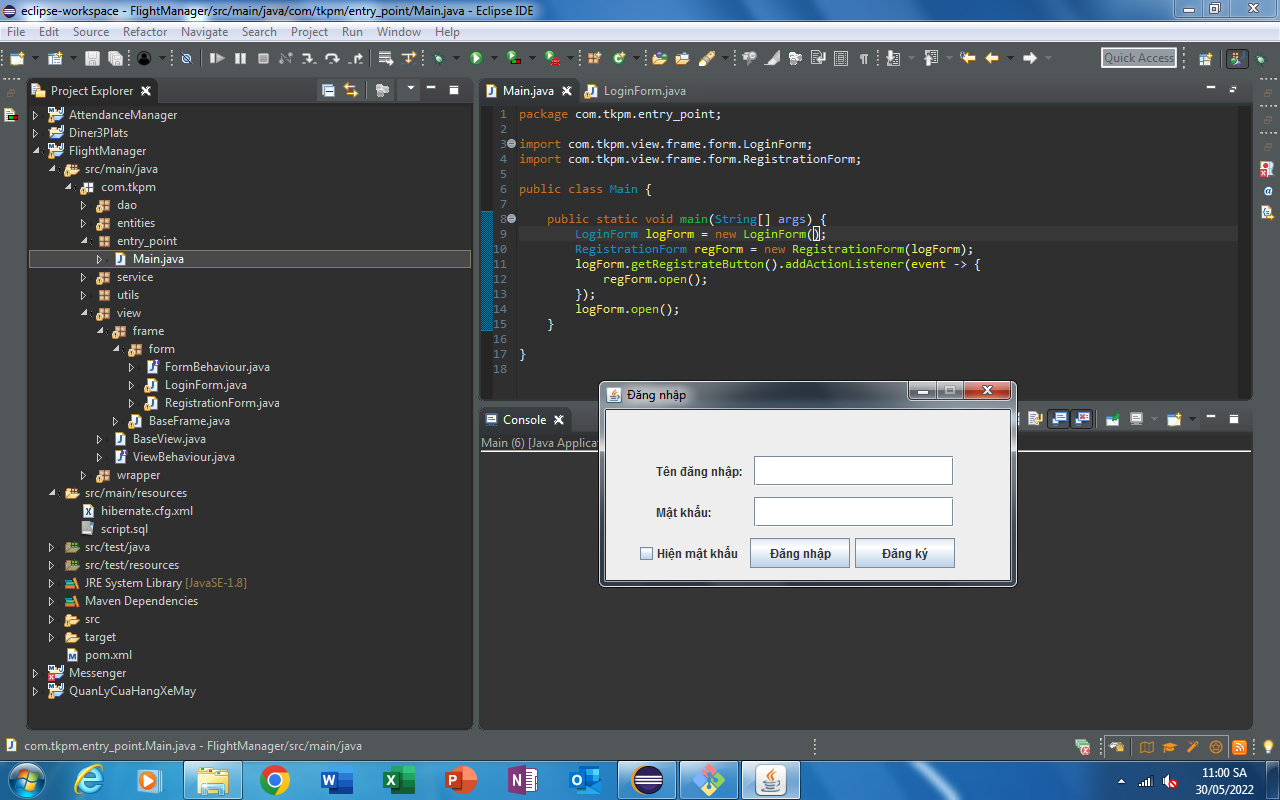 eclipse-workspace - FlightManager/src/main/java/com/tkpm/entry_point/Main.java - Eclipse IDE
File Edit Source Refactor Navigate Search Project Run Window Help
Quick Access
Project Explorer
AttendanceManager
Diner3Plats
FlightManager
src/main/java
com.tkpm
dao
entities
entry_point
Main.java
service
utils
view
frame
form
FormBehaviour.java
LoginForm.java
RegistrationForm.java
BaseFrame.java
BaseView.java
ViewBehaviour.java
wrapper
src/main/resources
hibernate.cfg.xml
script.sql
src/test/java
src/test/resources
JRE System Library [JavaSE-1.8]
Maven Dependencies
src
target
pom.xml
Messenger
QuanLyCuaHangXeMay
Main.java LoginForm.java
1 package com.tkpm.entry_point;
2
3 import com.tkpm.view.frame.form.LoginForm;
4 import com.tkpm.view.frame.form.RegistrationForm;
5
6 public class Main {
7
8 public static void main(String[] args) {
9 LoginForm logForm = new LoginForm();
10 RegistrationForm regForm = new RegistrationForm(logForm);
11 logForm.getRegistrateButton().addActionListener(event -> {
12 regForm.open();
13 });
14 logForm.open();
15 }
16
17 }
18
Console
Main (6) [Java Applica
Đăng nhập
Tên đăng nhập:
Mật khẩu:
Hiện mật khẩu Đăng nhập Đăng ký
com.tkpm.entry_point.Main.java - FlightManager/src/main/java
11:00 SA
30/05/2022